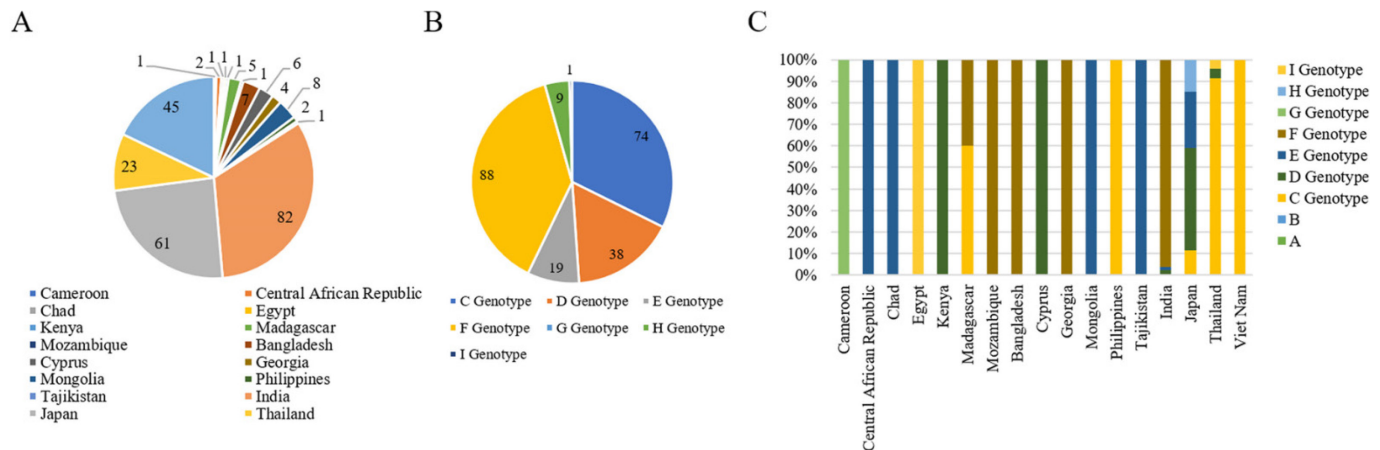 A
1
2
1
1
1
5
1
7
6
4
8
2
1
82
61
23
45
Cameroon
Central African Republic
Chad
Egypt
Kenya
Madagascar
Mozambique
Bangladesh
Cyprus
Georgia
Mongolia
Philippines
Tajikistan
India
Japan
Thailand
B
1
9
74
88
38
19
C Genotype
D Genotype
E Genotype
F Genotype
G Genotype
H Genotype
I Genotype
C
100%
90%
80%
70%
60%
50%
40%
30%
20%
10%
0%
Cameroon
Central African Republic
Chad
Egypt
Kenya
Madagascar
Mozambique
Bangladesh
Cyprus
Georgia
Mongolia
Philippines
Tajikistan
India
Japan
Thailand
Viet Nam
I Genotype
H Genotype
G Genotype
F Genotype
E Genotype
D Genotype
C Genotype
B
A